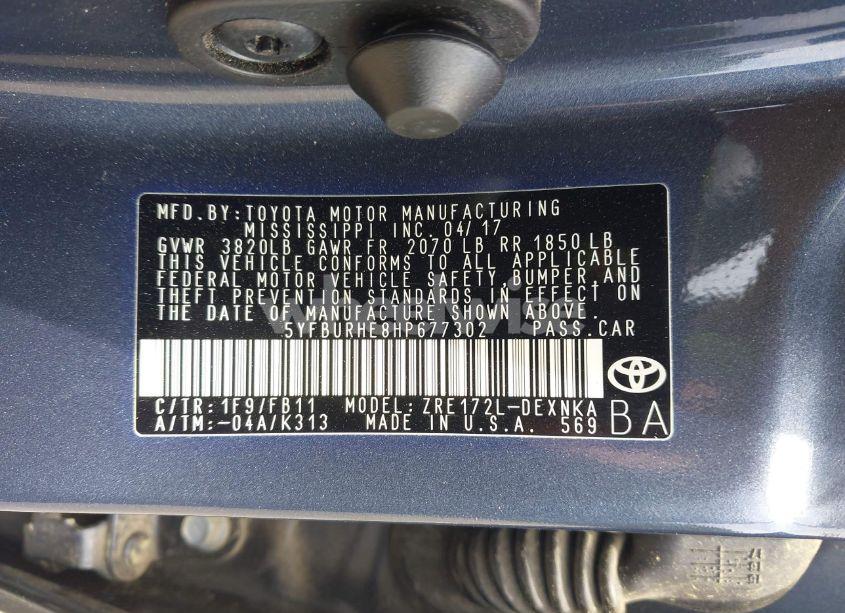 MFD. BY: TOYOTA MOTOR MANUFACTURING
MISSISSIPPI INC. 04/17
GVWR 3820LB GAWR FR 2070 LB RR 1850 LB
THIS VEHICLE CONFORMS TO ALL APPLICABLE
FEDERAL MOTOR VEHICLE SAFETY, BUMPER, AND
THEFT PREVENTION STANDARDS IN EFFECT ON
THE DATE OF MANUFACTURE SHOWN ABOVE.
5YFBURHE8HP677302 PASS. CAR
C/TR: 1F9/FB11 MODEL: ZRE172L-DEXNKA
A/TM: -04A/K313 MADE IN U.S.A. 569
BA